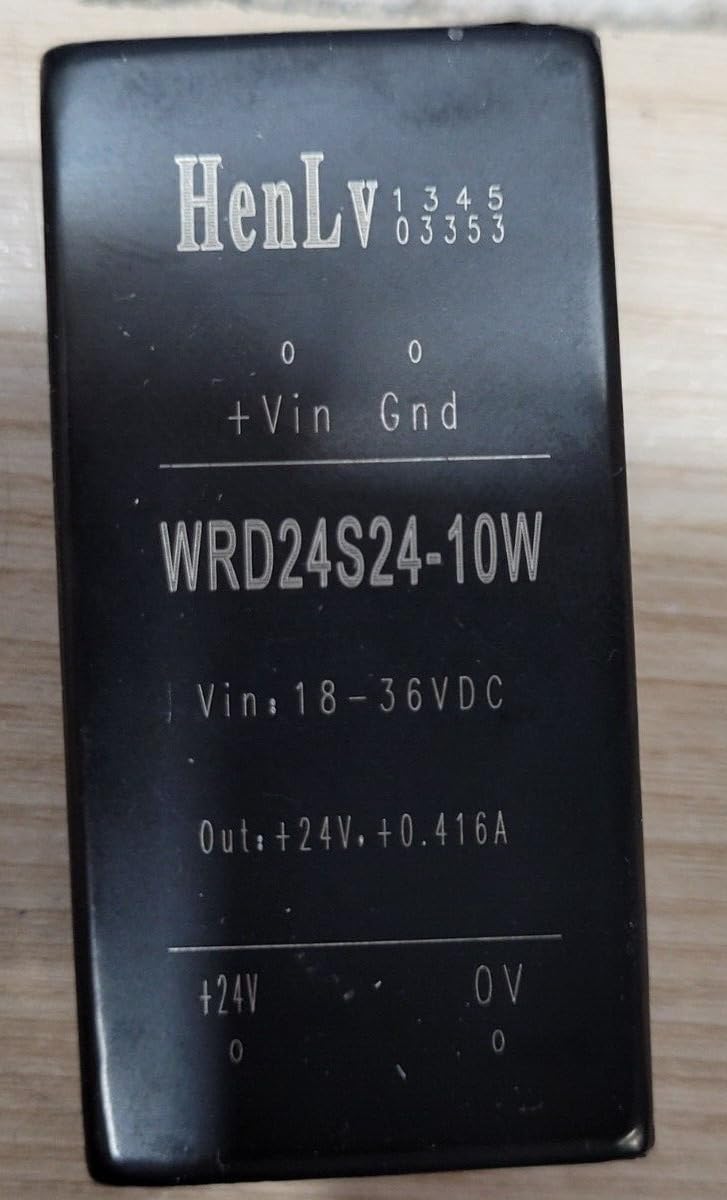 HenLv 1345
03353
o o
+Vin Gnd
WRD24S24-10W
Vin:18-36VDC
Out:+24V,+0.416A
+24V 0V
o o